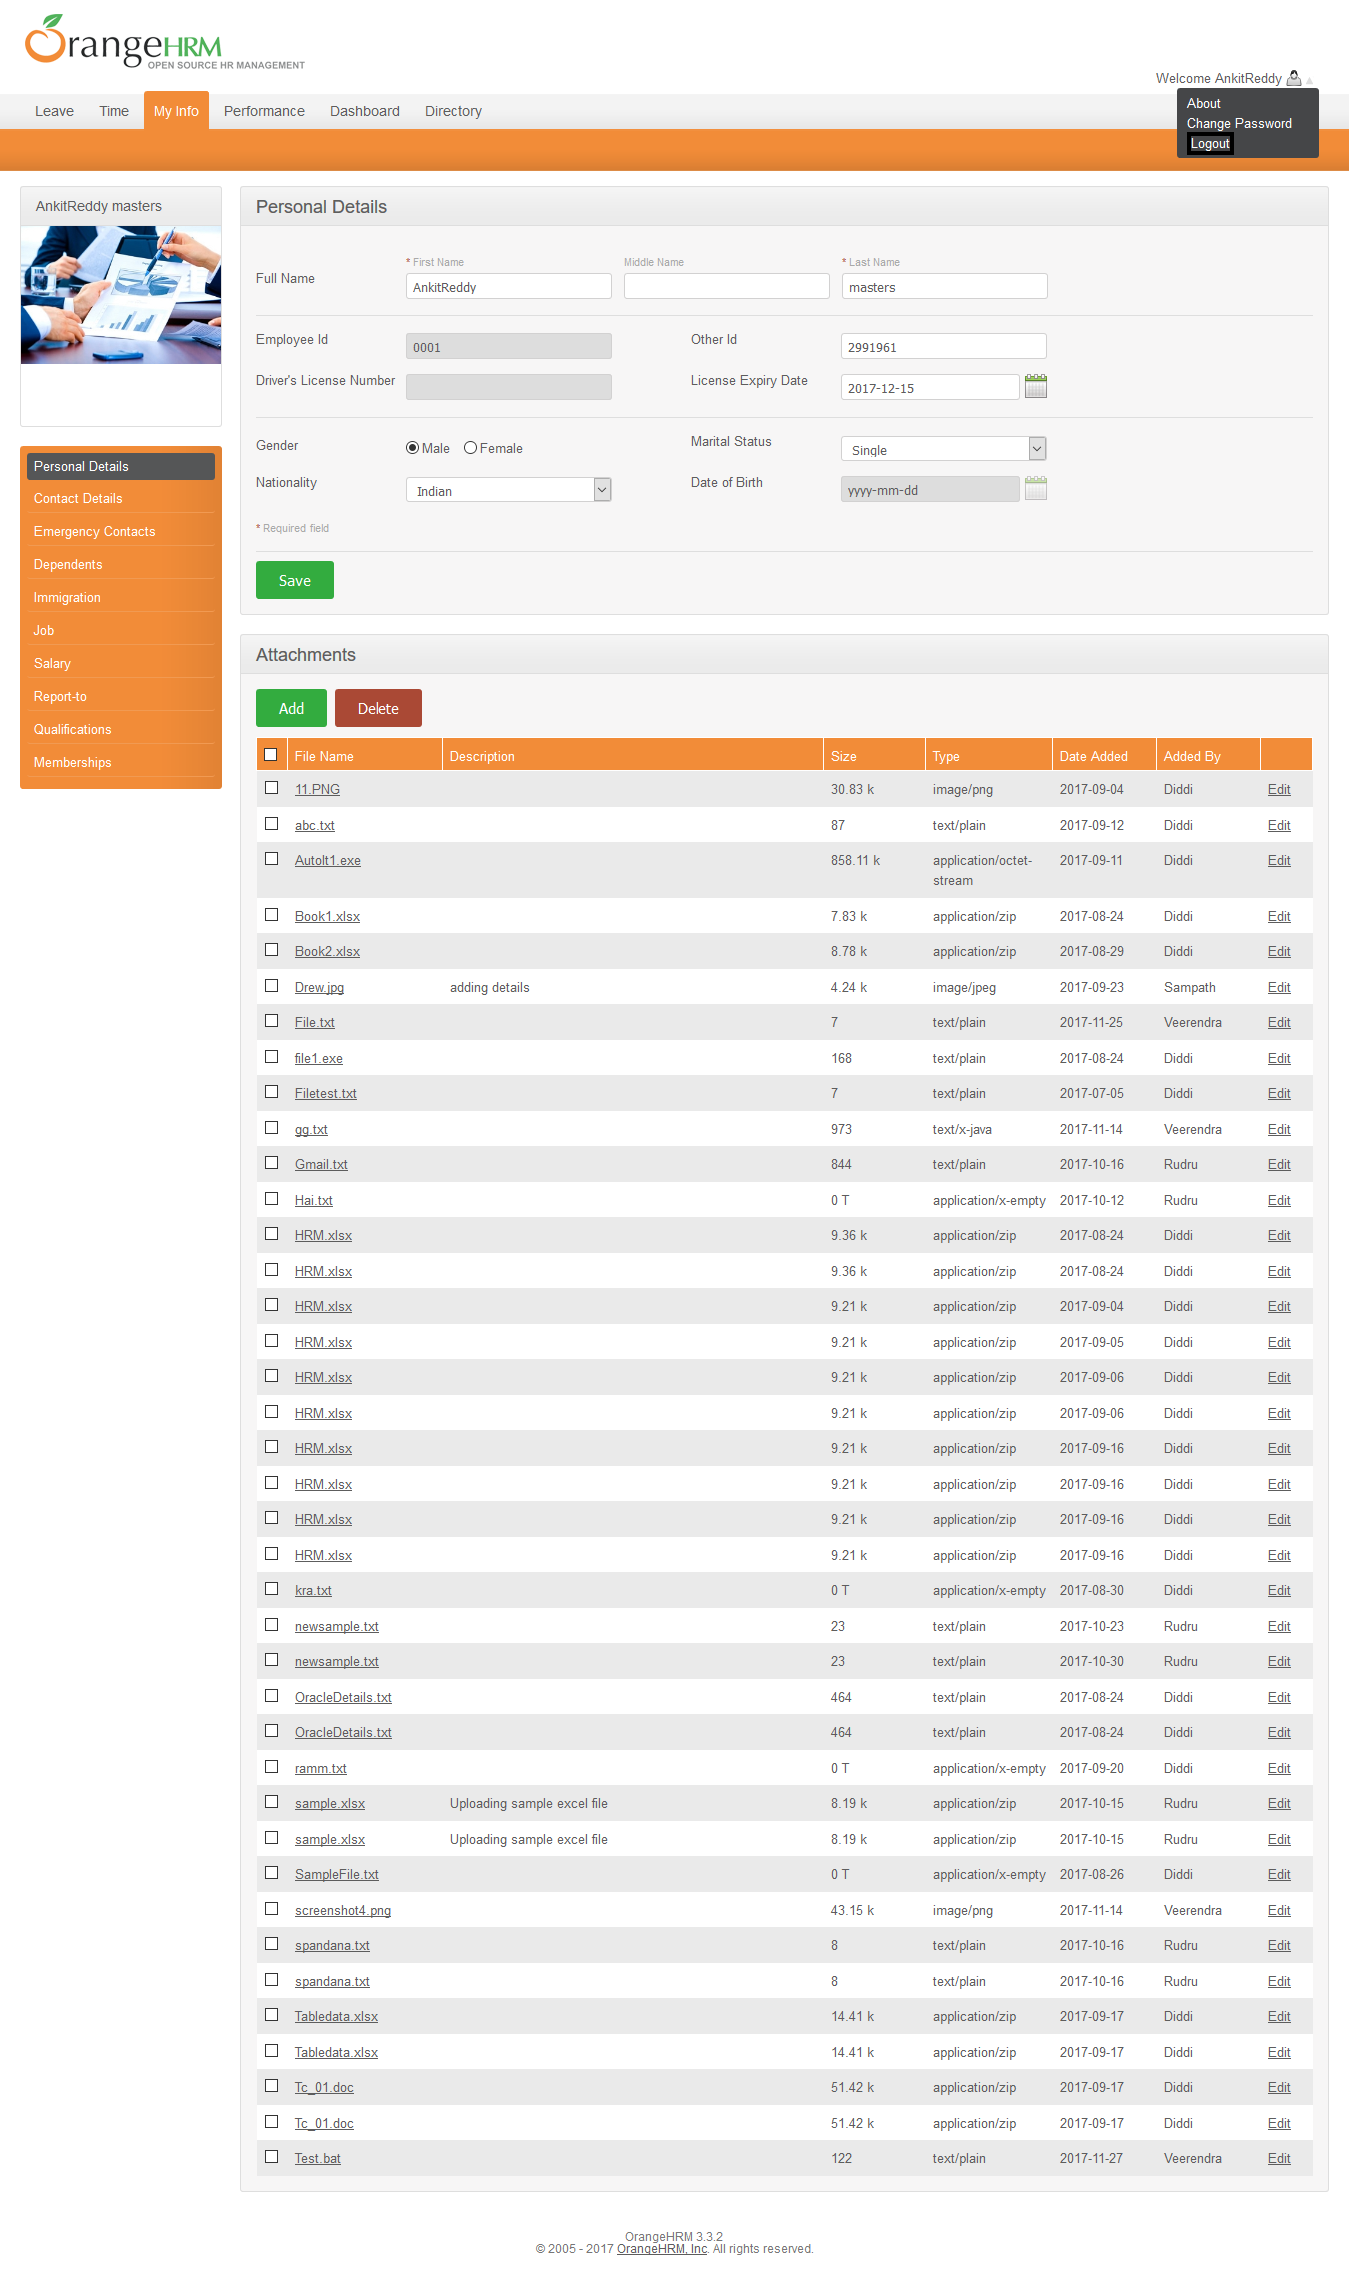 OrangeHRM
OPEN SOURCE HR MANAGEMENT
Welcome AnkitReddy
Leave Time My Info Performance Dashboard Directory
About
Change Password
Logout
AnkitReddy masters
Personal Details
Contact Details
Emergency Contacts
Dependents
Immigration
Job
Salary
Report-to
Qualifications
Memberships
Personal Details
* First Name Middle Name * Last Name
Full Name AnkitReddy masters
Employee Id 0001 Other Id 2991961
Driver's License Number License Expiry Date 2017-12-15
Gender Male Female Marital Status Single
Nationality Indian Date of Birth yyyy-mm-dd
* Required field
Save
Attachments
Add Delete
File Name Description Size Type Date Added Added By
11.PNG 30.83 k image/png 2017-09-04 Diddi Edit
abc.txt 87 text/plain 2017-09-12 Diddi Edit
AutoIt1.exe 858.11 k application/octet- 2017-09-11 Diddi Edit
stream
Book1.xlsx 7.83 k application/zip 2017-08-24 Diddi Edit
Book2.xlsx 8.78 k application/zip 2017-08-29 Diddi Edit
Drew.jpg adding details 4.24 k image/jpeg 2017-09-23 Sampath Edit
File.txt 7 text/plain 2017-11-25 Veerendra Edit
file1.exe 168 text/plain 2017-08-24 Diddi Edit
Filetest.txt 7 text/plain 2017-07-05 Diddi Edit
gg.txt 973 text/x-java 2017-11-14 Veerendra Edit
Gmail.txt 844 text/plain 2017-10-16 Rudru Edit
Hai.txt 0 T application/x-empty 2017-10-12 Rudru Edit
HRM.xlsx 9.36 k application/zip 2017-08-24 Diddi Edit
HRM.xlsx 9.36 k application/zip 2017-08-24 Diddi Edit
HRM.xlsx 9.21 k application/zip 2017-09-04 Diddi Edit
HRM.xlsx 9.21 k application/zip 2017-09-05 Diddi Edit
HRM.xlsx 9.21 k application/zip 2017-09-06 Diddi Edit
HRM.xlsx 9.21 k application/zip 2017-09-06 Diddi Edit
HRM.xlsx 9.21 k application/zip 2017-09-16 Diddi Edit
HRM.xlsx 9.21 k application/zip 2017-09-16 Diddi Edit
HRM.xlsx 9.21 k application/zip 2017-09-16 Diddi Edit
HRM.xlsx 9.21 k application/zip 2017-09-16 Diddi Edit
kra.txt 0 T application/x-empty 2017-08-30 Diddi Edit
newsample.txt 23 text/plain 2017-10-23 Rudru Edit
newsample.txt 23 text/plain 2017-10-30 Rudru Edit
OracleDetails.txt 464 text/plain 2017-08-24 Diddi Edit
OracleDetails.txt 464 text/plain 2017-08-24 Diddi Edit
ramm.txt 0 T application/x-empty 2017-09-20 Diddi Edit
sample.xlsx Uploading sample excel file 8.19 k application/zip 2017-10-15 Rudru Edit
sample.xlsx Uploading sample excel file 8.19 k application/zip 2017-10-15 Rudru Edit
SampleFile.txt 0 T application/x-empty 2017-08-26 Diddi Edit
screenshot4.png 43.15 k image/png 2017-11-14 Veerendra Edit
spandana.txt 8 text/plain 2017-10-16 Rudru Edit
spandana.txt 8 text/plain 2017-10-16 Rudru Edit
Tabledata.xlsx 14.41 k application/zip 2017-09-17 Diddi Edit
Tabledata.xlsx 14.41 k application/zip 2017-09-17 Diddi Edit
Tc_01.doc 51.42 k application/zip 2017-09-17 Diddi Edit
Tc_01.doc 51.42 k application/zip 2017-09-17 Diddi Edit
Test.bat 122 text/plain 2017-11-27 Veerendra Edit
OrangeHRM 3.3.2
© 2005 - 2017 OrangeHRM, Inc. All rights reserved.